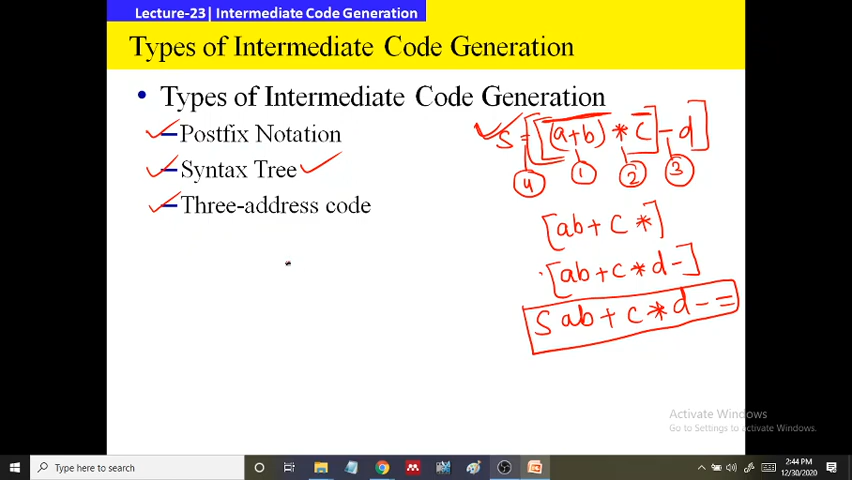 Lecture-23| Intermediate Code Generation
Types of Intermediate Code Generation
• Types of Intermediate Code Generation
–Postfix Notation
–Syntax Tree
–Three-address code
S = [[(a+b) * c] - d]
4 1 2 3
[ab+c*]
[ab+c*d-]
Sab+c*d-=
Activate Windows
Go to Settings to activate Windows.
Type here to search
2:44 PM
12/30/2020